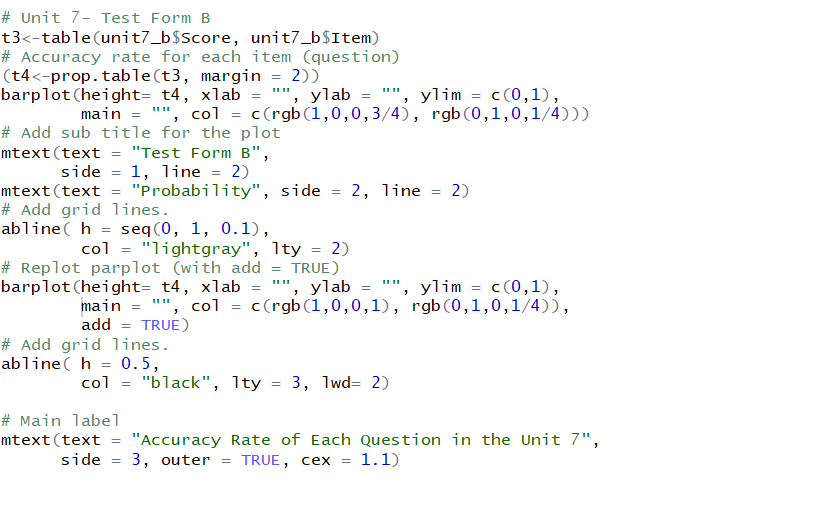 # Unit 7- Test Form B
t3<-table(unit7_b$Score, unit7_b$Item)
# Accuracy rate for each item (question)
(t4<-prop.table(t3, margin = 2))
barplot(height= t4, xlab = "", ylab = "", ylim = c(0,1),
        main = "", col = c(rgb(1,0,0,3/4), rgb(0,1,0,1/4)))
# Add sub title for the plot
mtext(text = "Test Form B",
      side = 1, line = 2)
mtext(text = "Probability", side = 2, line = 2)
# Add grid lines.
abline( h = seq(0, 1, 0.1),
        col = "lightgray", lty = 2)
# Replot parplot (with add = TRUE)
barplot(height= t4, xlab = "", ylab = "", ylim = c(0,1),
        main = "", col = c(rgb(1,0,0,1), rgb(0,1,0,1/4)),
        add = TRUE)
# Add grid lines.
abline( h = 0.5,
        col = "black", lty = 3, lwd= 2)

# Main label
mtext(text = "Accuracy Rate of Each Question in the Unit 7",
      side = 3, outer = TRUE, cex = 1.1)